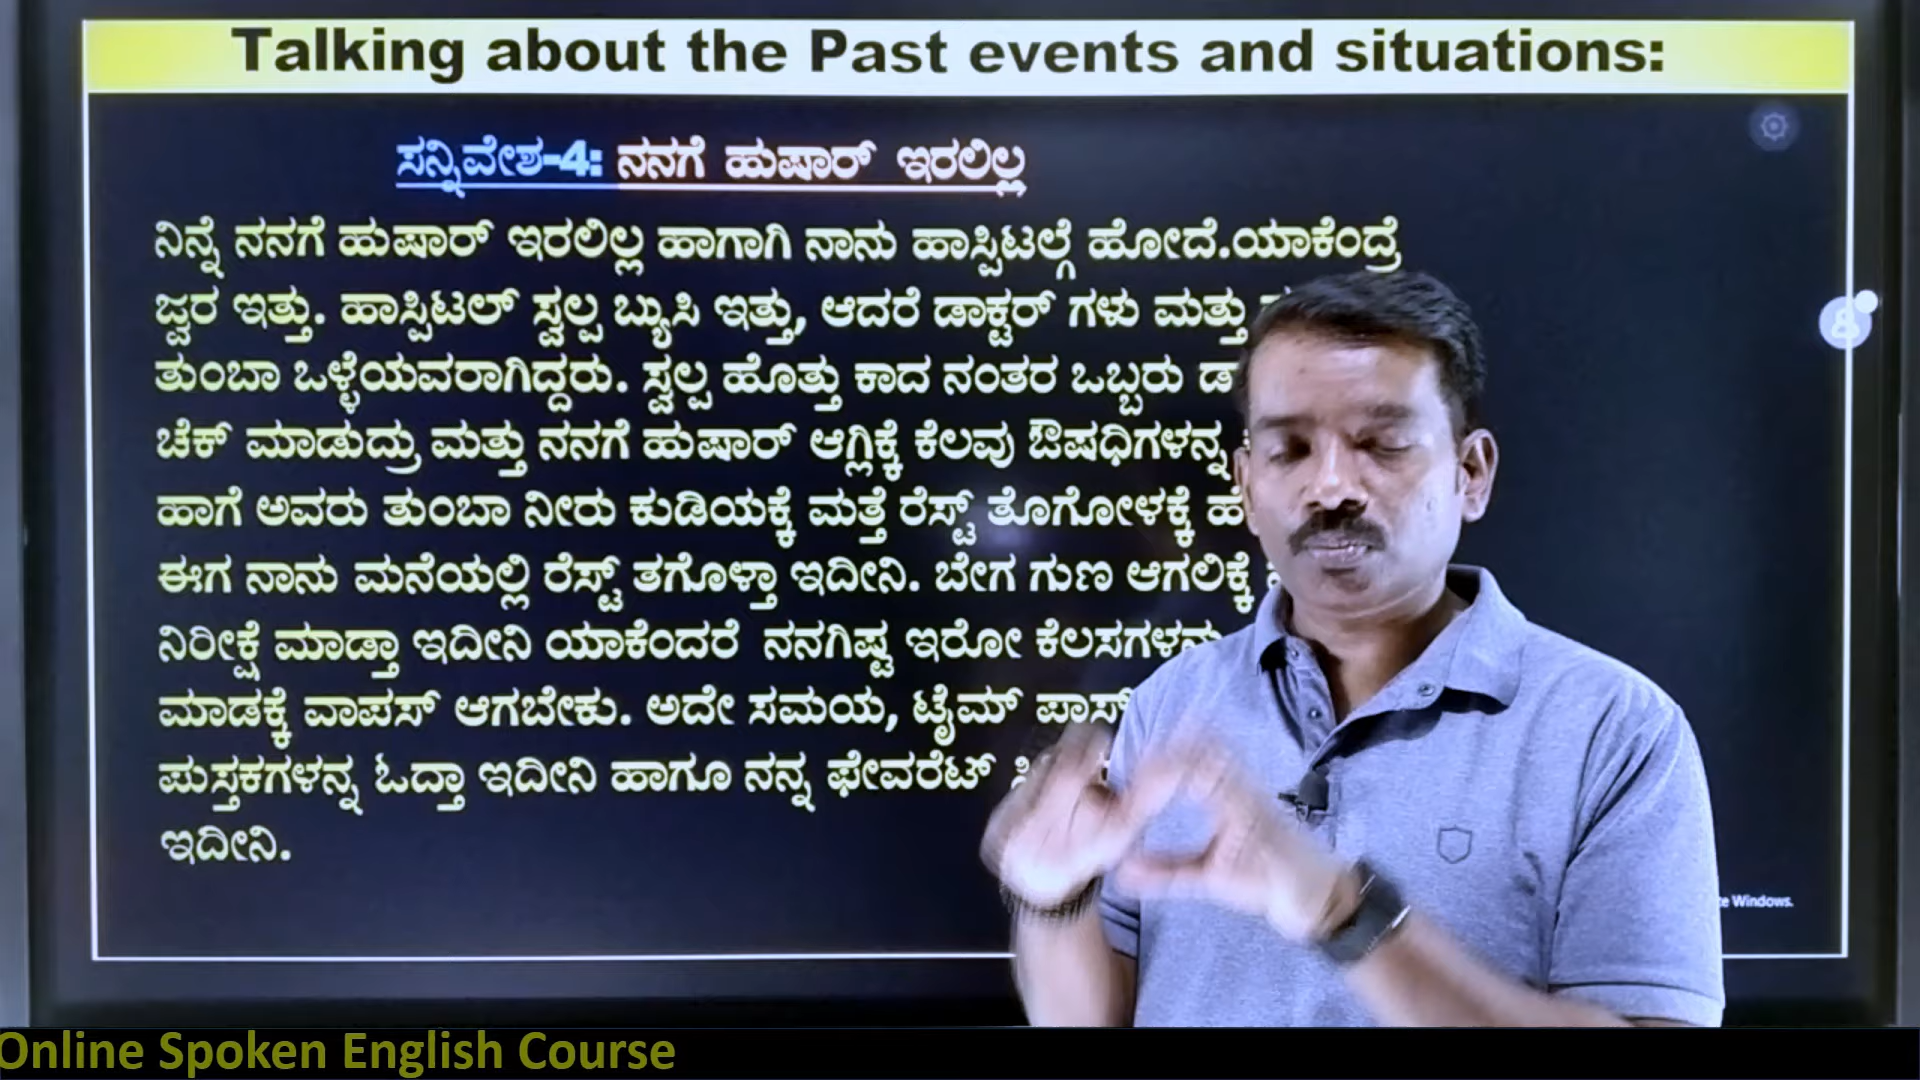 Talking about the Past events and situations:
ಸನ್ನಿವೇಶ-4: ನನಗೆ ಹುಷಾರ್ ಇರಲಿಲ್ಲ
ನಿನ್ನೆ ನನಗೆ ಹುಷಾರ್ ಇರಲಿಲ್ಲ ಹಾಗಾಗಿ ನಾನು ಹಾಸ್ಪಿಟಲ್ಗೆ ಹೋದೆ.ಯಾಕೆಂದ್ರೆ
ಜ್ವರ ಇತ್ತು. ಹಾಸ್ಪಿಟಲ್ ಸ್ವಲ್ಪ ಬ್ಯುಸಿ ಇತ್ತು, ಆದರೆ ಡಾಕ್ಟರ್ ಗಳು ಮತ್ತು
ತುಂಬಾ ಒಳ್ಳೆಯವರಾಗಿದ್ದರು. ಸ್ವಲ್ಪ ಹೊತ್ತು ಕಾದ ನಂತರ ಒಬ್ಬರು
ಚೆಕ್ ಮಾಡುದ್ರು ಮತ್ತು ನನಗೆ ಹುಷಾರ್ ಆಗ್ಲಿಕ್ಕೆ ಕೆಲವು ಔಷಧಿಗಳನ್ನ
ಹಾಗೆ ಅವರು ತುಂಬಾ ನೀರು ಕುಡಿಯಕ್ಕೆ ಮತ್ತೆ ರೆಸ್ಟ್ ತೊಗೋಳಕ್ಕೆ
ಈಗ ನಾನು ಮನೆಯಲ್ಲಿ ರೆಸ್ಟ್ ತಗೊಳ್ತಾ ಇದೀನಿ. ಬೇಗ ಗುಣ ಆಗಲಿಕ್ಕೆ
ನಿರೀಕ್ಷೆ ಮಾಡ್ತಾ ಇದೀನಿ ಯಾಕೆಂದರೆ ನನಗಿಷ್ಟ ಇರೋ
ಮಾಡಕ್ಕೆ ವಾಪಸ್ ಆಗಬೇಕು. ಅದೇ ಸಮಯ, ಟೈಮ್ ಪಾಸ್
ಪುಸ್ತಕಗಳನ್ನ ಓದ್ತಾ ಇದೀನಿ ಹಾಗೂ ನನ್ನ ಫೇವರೆಟ್
ಇದೀನಿ.
Windows.
Online Spoken English Course